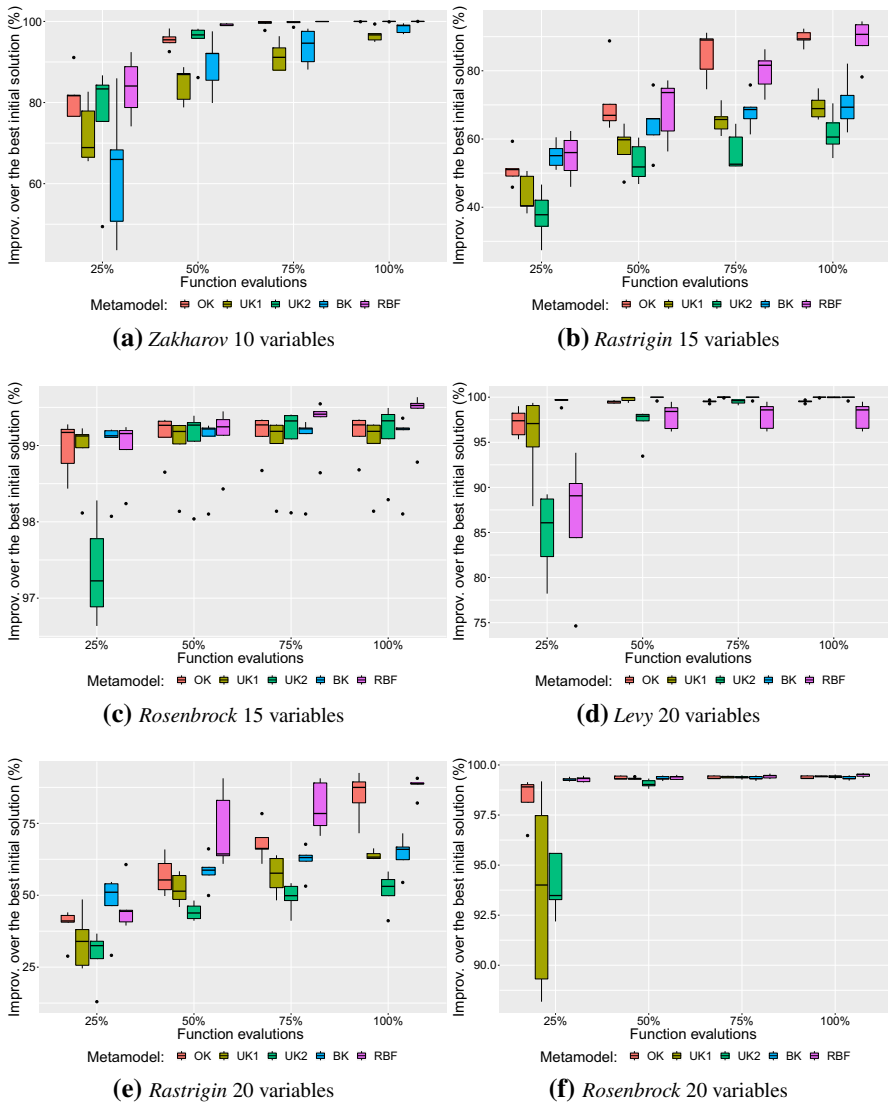 Improv. over the best initial solution (%)
100
80
60
25%
50%
75%
100%
Function evalutions
Metamodel: OK UK1 UK2 BK RBF
(a) Zakharov 10 variables
Improv. over the best initial solution (%)
80
60
40
25%
50%
75%
100%
Function evalutions
Metamodel: OK UK1 UK2 BK RBF
(b) Rastrigin 15 variables
Improv. over the best initial solution (%)
99
98
97
25%
50%
75%
100%
Function evalutions
Metamodel: OK UK1 UK2 BK RBF
(c) Rosenbrock 15 variables
Improv. over the best initial solution (%)
100
95
90
85
80
75
25%
50%
75%
100%
Function evalutions
Metamodel: OK UK1 UK2 BK RBF
(d) Levy 20 variables
Improv. over the best initial solution (%)
75
50
25
25%
50%
75%
100%
Function evalutions
Metamodel: OK UK1 UK2 BK RBF
(e) Rastrigin 20 variables
Improv. over the best initial solution (%)
100.0
97.5
95.0
92.5
90.0
25%
50%
75%
100%
Function evalutions
Metamodel: OK UK1 UK2 BK RBF
(f) Rosenbrock 20 variables